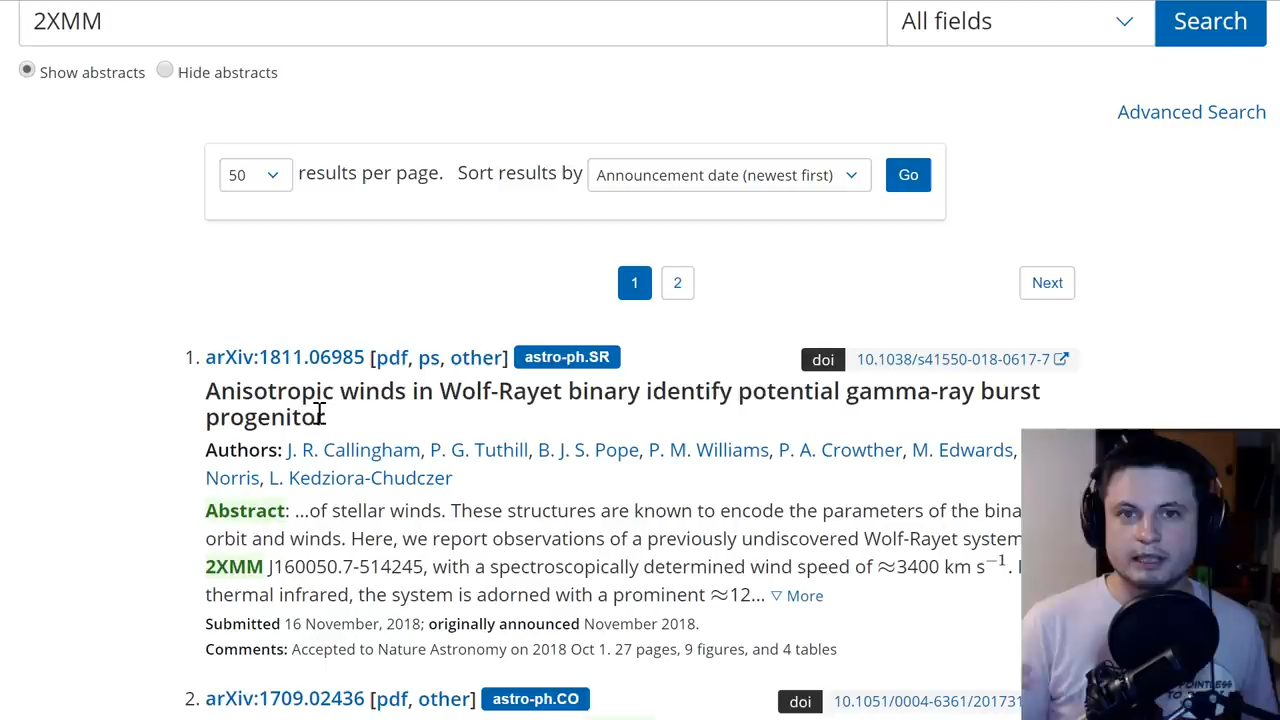 2XMM
All fields
Search
Show abstracts
Hide abstracts
Advanced Search
50
results per page.
Sort results by
Announcement date (newest first)
Go
1
2
Next
1. arXiv:1811.06985 [pdf, ps, other] astro-ph.SR
doi 10.1038/s41550-018-0617-7
Anisotropic winds in Wolf-Rayet binary identify potential gamma-ray burst
progenitor
Authors: J. R. Callingham, P. G. Tuthill, B. J. S. Pope, P. M. Williams, P. A. Crowther, M. Edwards,
Norris, L. Kedziora-Chudczer
Abstract: ...of stellar winds. These structures are known to encode the parameters of the bina
orbit and winds. Here, we report observations of a previously undiscovered Wolf-Rayet system
2XMM J160050.7-514245, with a spectroscopically determined wind speed of ≈3400 km s⁻¹.
thermal infrared, the system is adorned with a prominent ≈12... ▽ More
Submitted 16 November, 2018; originally announced November 2018.
Comments: Accepted to Nature Astronomy on 2018 Oct 1. 27 pages, 9 figures, and 4 tables
2. arXiv:1709.02436 [pdf, other] astro-ph.CO
doi 10.1051/0004-6361/201731